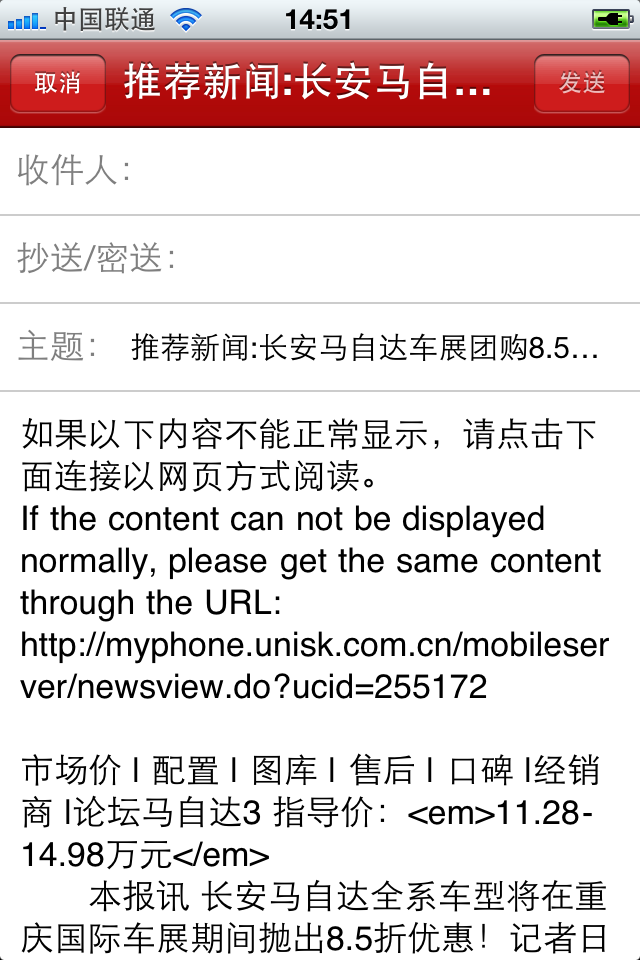 中国联通 14:51
取消 推荐新闻:长安马自... 发送
收件人:
抄送/密送:
主题: 推荐新闻:长安马自达车展团购8.5...
如果以下内容不能正常显示，请点击下
面连接以网页方式阅读。
If the content can not be displayed
normally, please get the same content
through the URL:
http://myphone.unisk.com.cn/mobileser
ver/newsview.do?ucid=255172
市场价 l 配置 l 图库 l 售后 l 口碑 l经销
商 l论坛马自达3 指导价：<em>11.28-
14.98万元</em>
本报讯 长安马自达全系车型将在重
庆国际车展期间抛出8.5折优惠！记者日